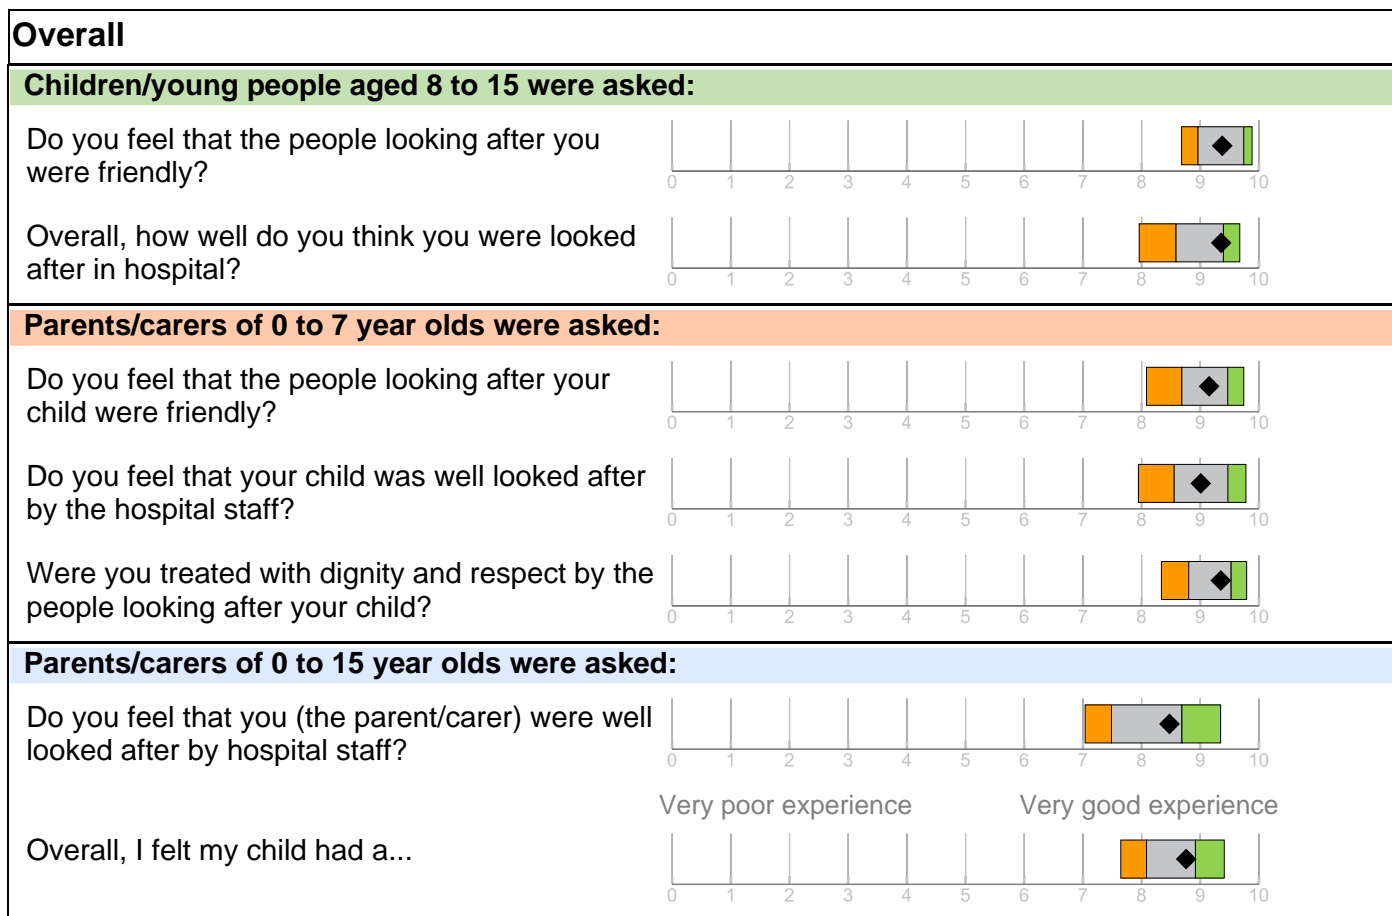 Overall
Children/young people aged 8 to 15 were asked:
Do you feel that the people looking after you
were friendly?
0 1 2 3 4 5 6 7 8 9 10
Overall, how well do you think you were looked
after in hospital?
0 1 2 3 4 5 6 7 8 9 10
Parents/carers of 0 to 7 year olds were asked:
Do you feel that the people looking after your
child were friendly?
0 1 2 3 4 5 6 7 8 9 10
Do you feel that your child was well looked after
by the hospital staff?
0 1 2 3 4 5 6 7 8 9 10
Were you treated with dignity and respect by the
people looking after your child?
0 1 2 3 4 5 6 7 8 9 10
Parents/carers of 0 to 15 year olds were asked:
Do you feel that you (the parent/carer) were well
looked after by hospital staff?
0 1 2 3 4 5 6 7 8 9 10
Very poor experience Very good experience
Overall, I felt my child had a...
0 1 2 3 4 5 6 7 8 9 10